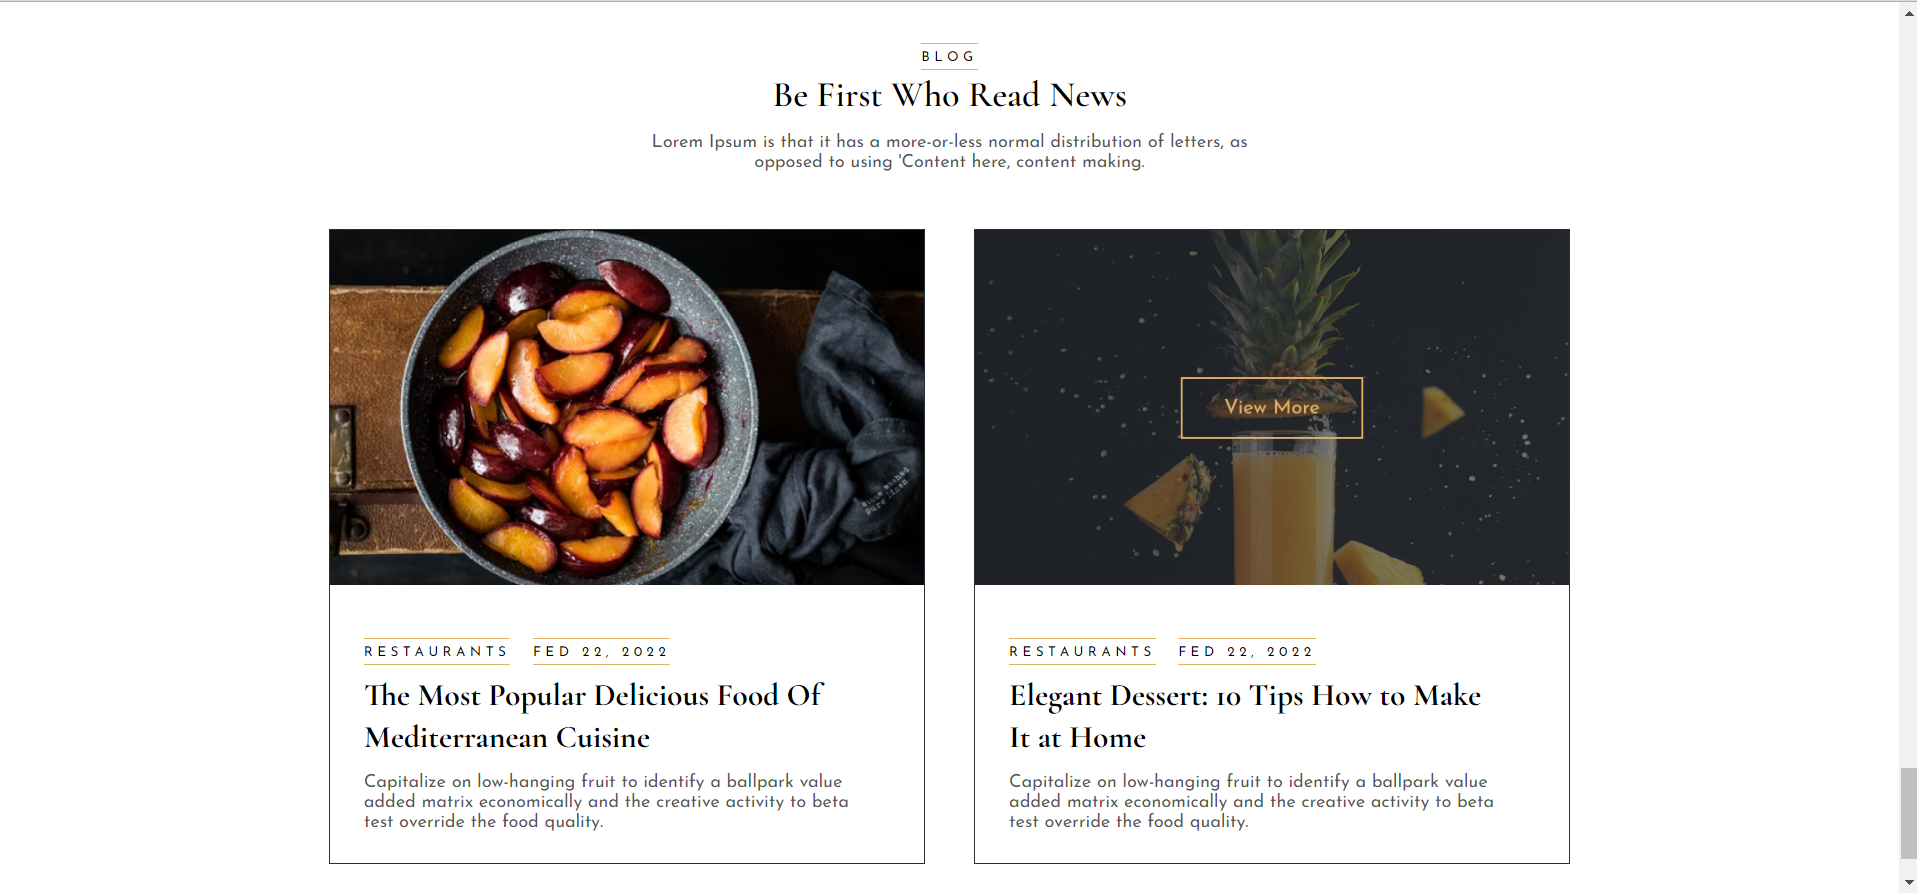 BLOG
Be First Who Read News
Lorem Ipsum is that it has a more-or-less normal distribution of letters, as
opposed to using 'Content here, content making.
View More
RESTAURANTS FED 22, 2022
The Most Popular Delicious Food Of
Mediterranean Cuisine
Capitalize on low-hanging fruit to identify a ballpark value
added matrix economically and the creative activity to beta
test override the food quality.
RESTAURANTS FED 22, 2022
Elegant Dessert: 10 Tips How to Make
It at Home
Capitalize on low-hanging fruit to identify a ballpark value
added matrix economically and the creative activity to beta
test override the food quality.